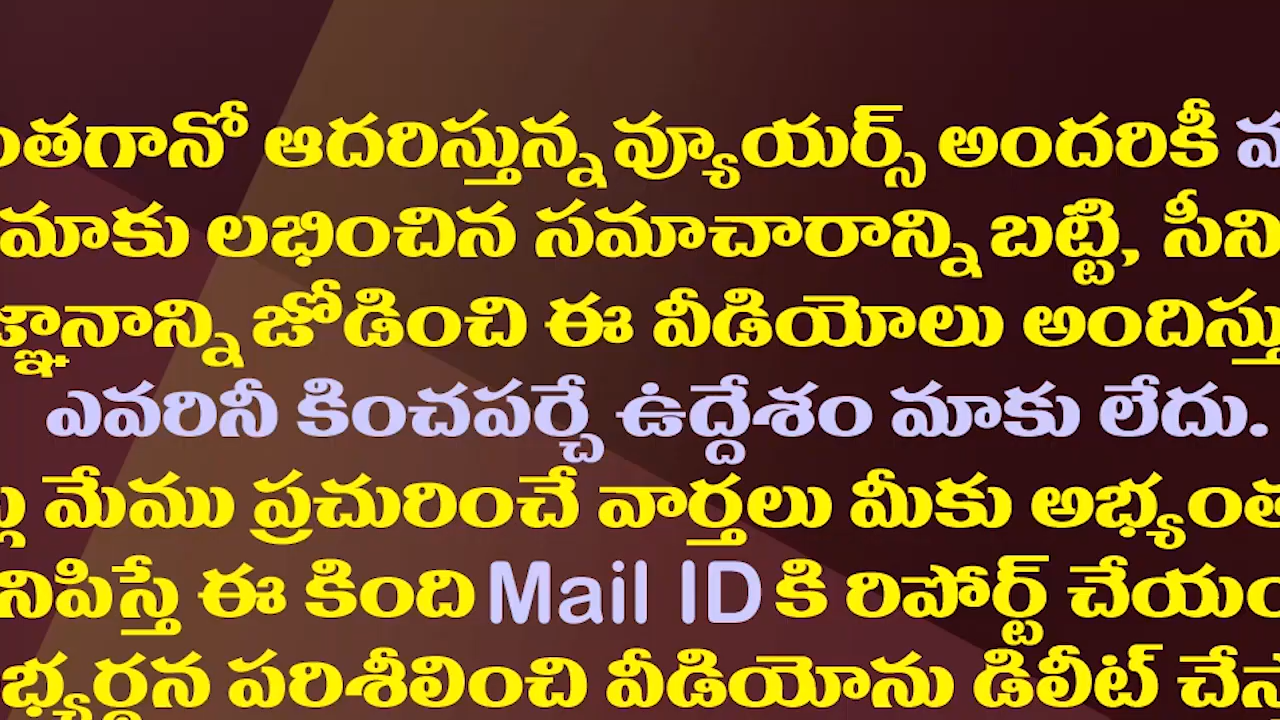 ఆదరిస్తున్న వ్యూయర్స్ అందరికీ
మాకు లభించిన సమాచారాన్ని బట్టి,
జోడించి ఈ వీడియోలు
ఎవరినీ కించపర్చే ఉద్దేశం మాకు లేదు.
మేము ప్రచురించే వార్తలు మీకు
ఈ కింది Mail ID కి రిపోర్ట్
పరిశీలించి వీడియోను డిలీట్